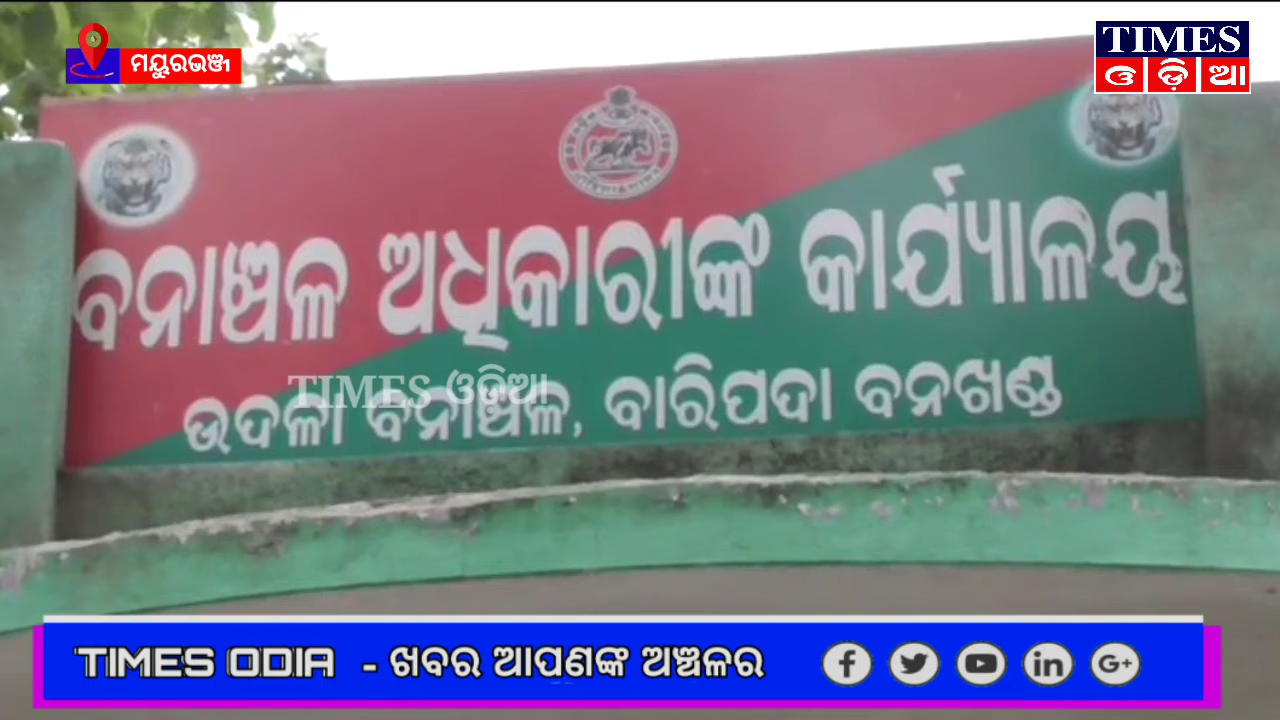 ମୟୁରଭଞ୍ଜ
TIMES
ଓଡ଼ିଆ
ବନାଞ୍ଚଳ ଅଧିକାରୀଙ୍କ କାର୍ଯ୍ୟାଳୟ
TIMES ଓଡ଼ିଆ
ଉଦଳା ବନାଞ୍ଚଳ, ବାରିପଦା ବନଖଣ୍ଡ
TIMES ODIA - ଖବର ଆପଣଙ୍କ ଅଞ୍ଚଳର